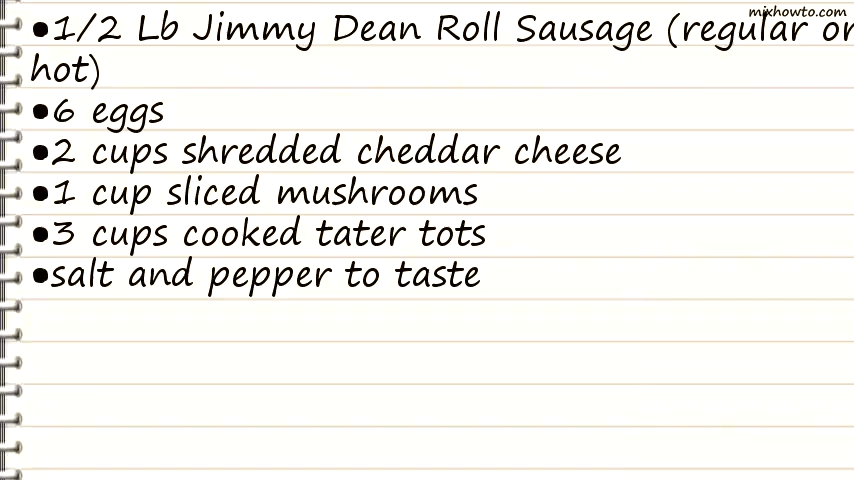 mixhowto.com
•1/2 Lb Jimmy Dean Roll Sausage (regular or
hot)
•6 eggs
•2 cups shredded cheddar cheese
•1 cup sliced mushrooms
•3 cups cooked tater tots
•salt and pepper to taste